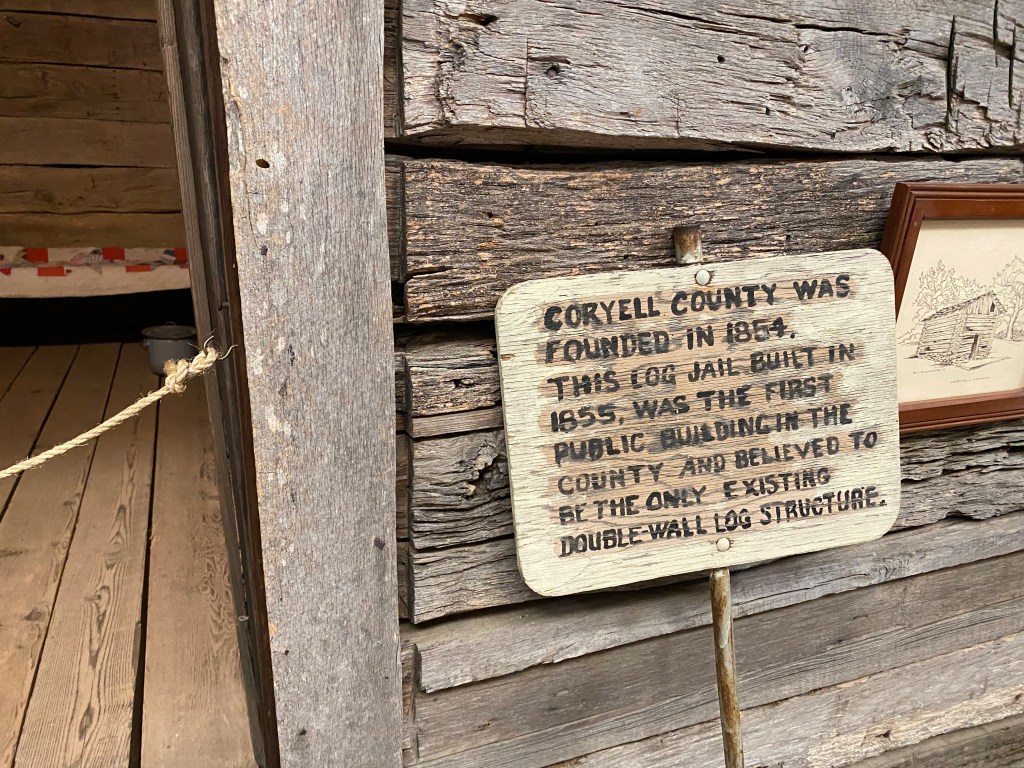 CORYELL COUNTY WAS
FOUNDED IN 1854.
THIS LOG JAIL BUILT IN
1855, WAS THE FIRST
PUBLIC BUILDING IN THE
COUNTY AND BELIEVED TO
BE THE ONLY EXISTING
DOUBLE-WALL LOG STRUCTURE.